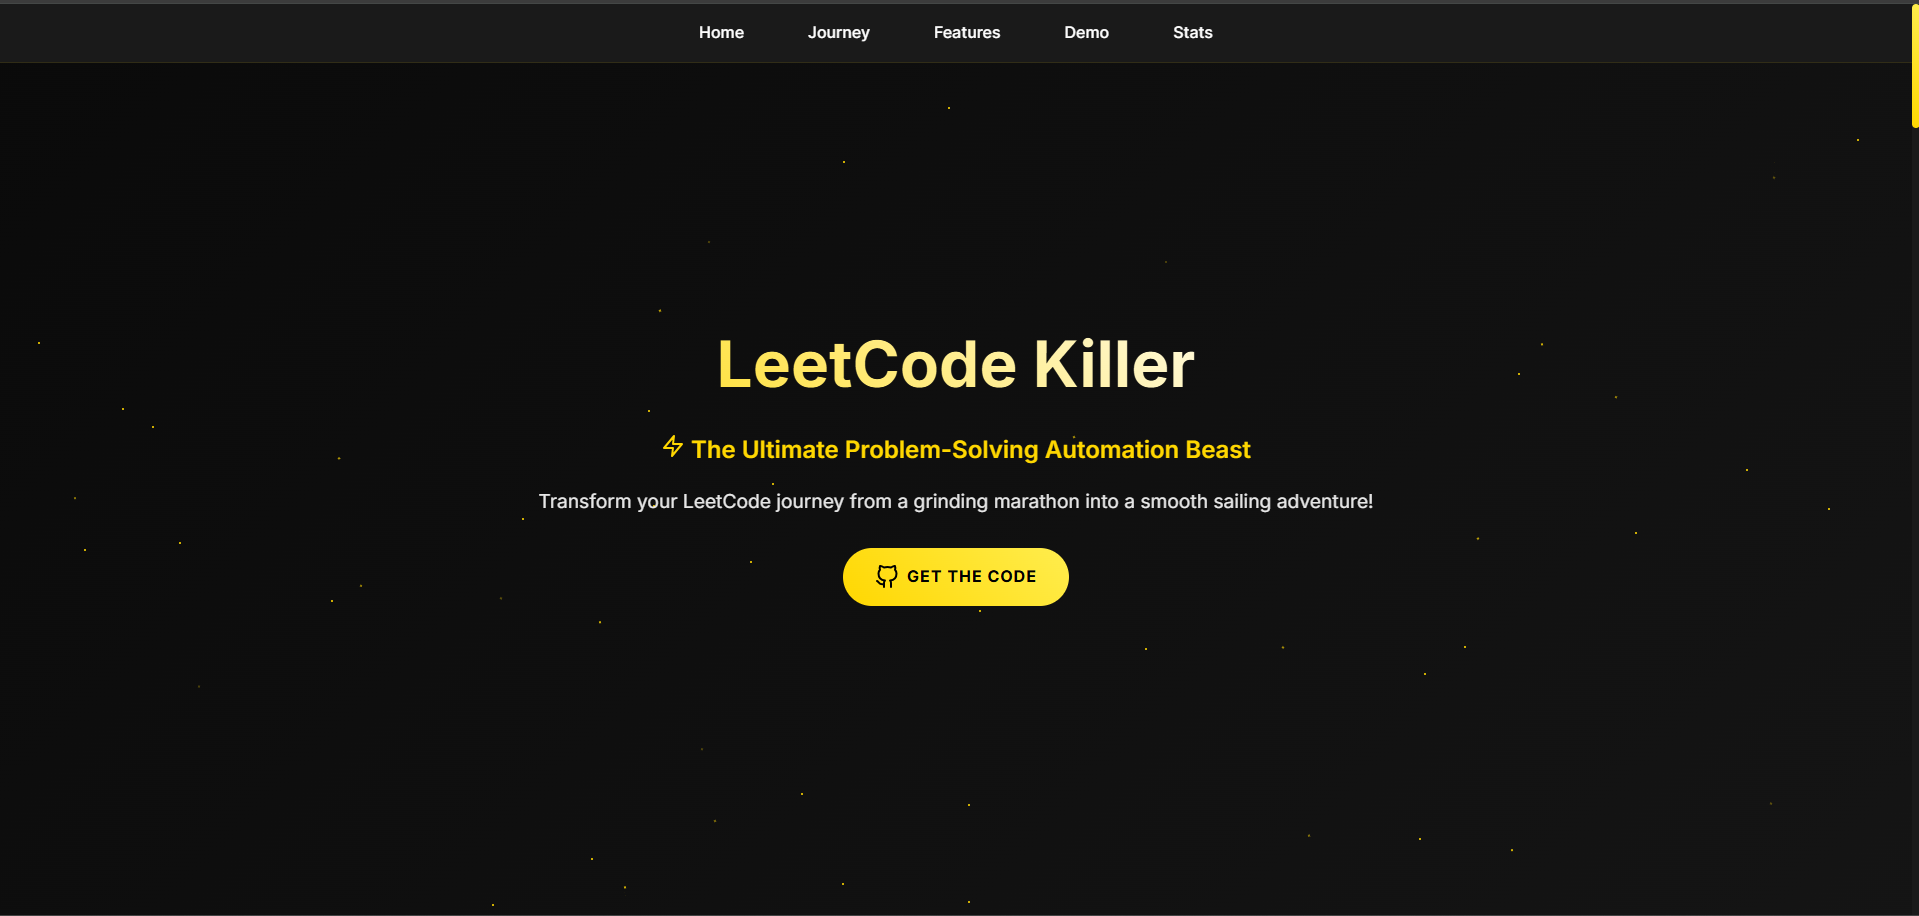 Home Journey Features Demo Stats
LeetCode Killer
The Ultimate Problem-Solving Automation Beast
Transform your LeetCode journey from a grinding marathon into a smooth sailing adventure!
GET THE CODE